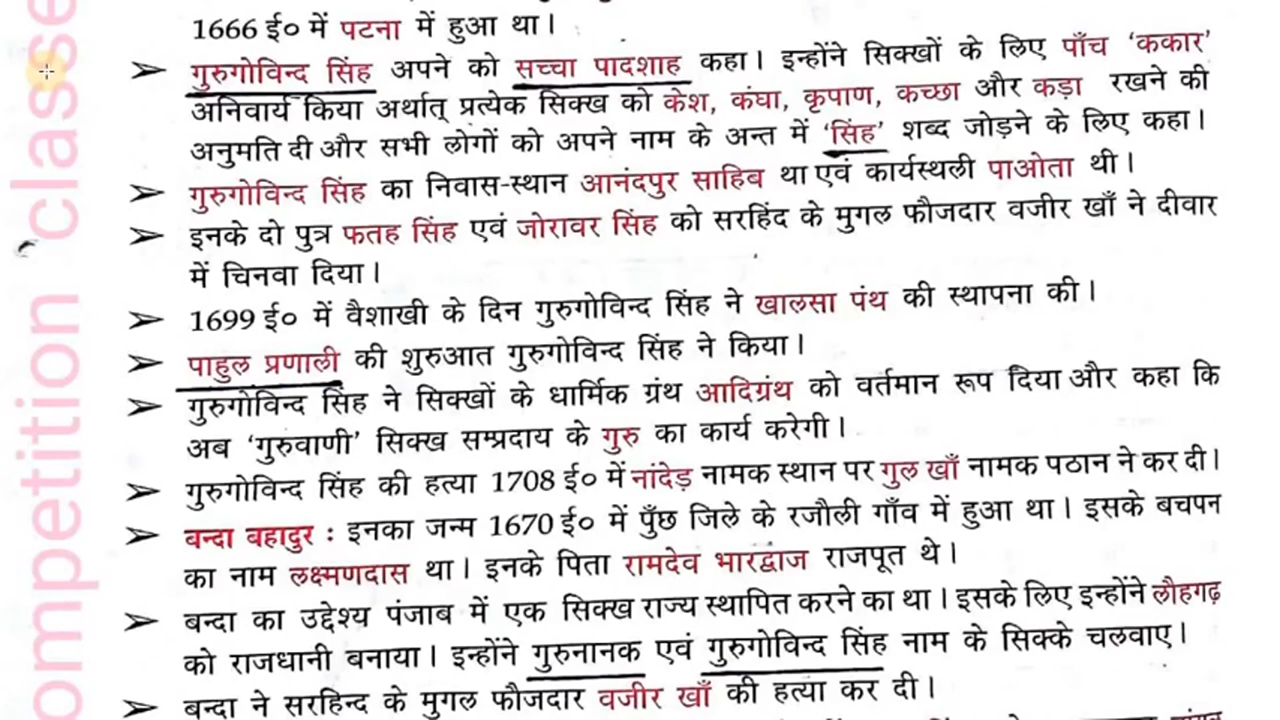 1666 ई० में पटना में हुआ था।
➢ गुरुगोविन्द सिंह अपने को सच्चा पादशाह कहा। इन्होंने सिक्खों के लिए पाँच ‘ककार’
अनिवार्य किया अर्थात् प्रत्येक सिक्ख को केश, कंघा, कृपाण, कच्छा और कड़ा रखने की
अनुमति दी और सभी लोगों को अपने नाम के अन्त में ‘सिंह’ शब्द जोड़ने के लिए कहा।
➢ गुरुगोविन्द सिंह का निवास-स्थान आनंदपुर साहिब था एवं कार्यस्थली पाओता थी।
➢ इनके दो पुत्र फतह सिंह एवं जोरावर सिंह को सरहिंद के मुगल फौजदार वजीर खाँ ने दीवार
में चिनवा दिया।
➢ 1699 ई० में वैशाखी के दिन गुरुगोविन्द सिंह ने खालसा पंथ की स्थापना की।
➢ पाहुल प्रणाली की शुरुआत गुरुगोविन्द सिंह ने किया।
➢ गुरुगोविन्द सिंह ने सिक्खों के धार्मिक ग्रंथ आदिग्रंथ को वर्तमान रूप दिया और कहा कि
अब ‘गुरुवाणी’ सिक्ख सम्प्रदाय के गुरु का कार्य करेगी।
➢ गुरुगोविन्द सिंह की हत्या 1708 ई० में नांदेड़ नामक स्थान पर गुल खाँ नामक पठान ने कर दी।
➢ बन्दा बहादुर : इनका जन्म 1670 ई० में पुँछ जिले के रजौली गाँव में हुआ था। इसके बचपन
का नाम लक्ष्मणदास था। इनके पिता रामदेव भारद्वाज राजपूत थे।
➢ बन्दा का उद्देश्य पंजाब में एक सिक्ख राज्य स्थापित करने का था। इसके लिए इन्होंने लौहगढ़
को राजधानी बनाया। इन्होंने गुरुनानक एवं गुरुगोविन्द सिंह नाम के सिक्के चलवाए।
➢ बन्दा ने सरहिन्द के मुगल फौजदार वजीर खाँ की हत्या कर दी।
competition classe